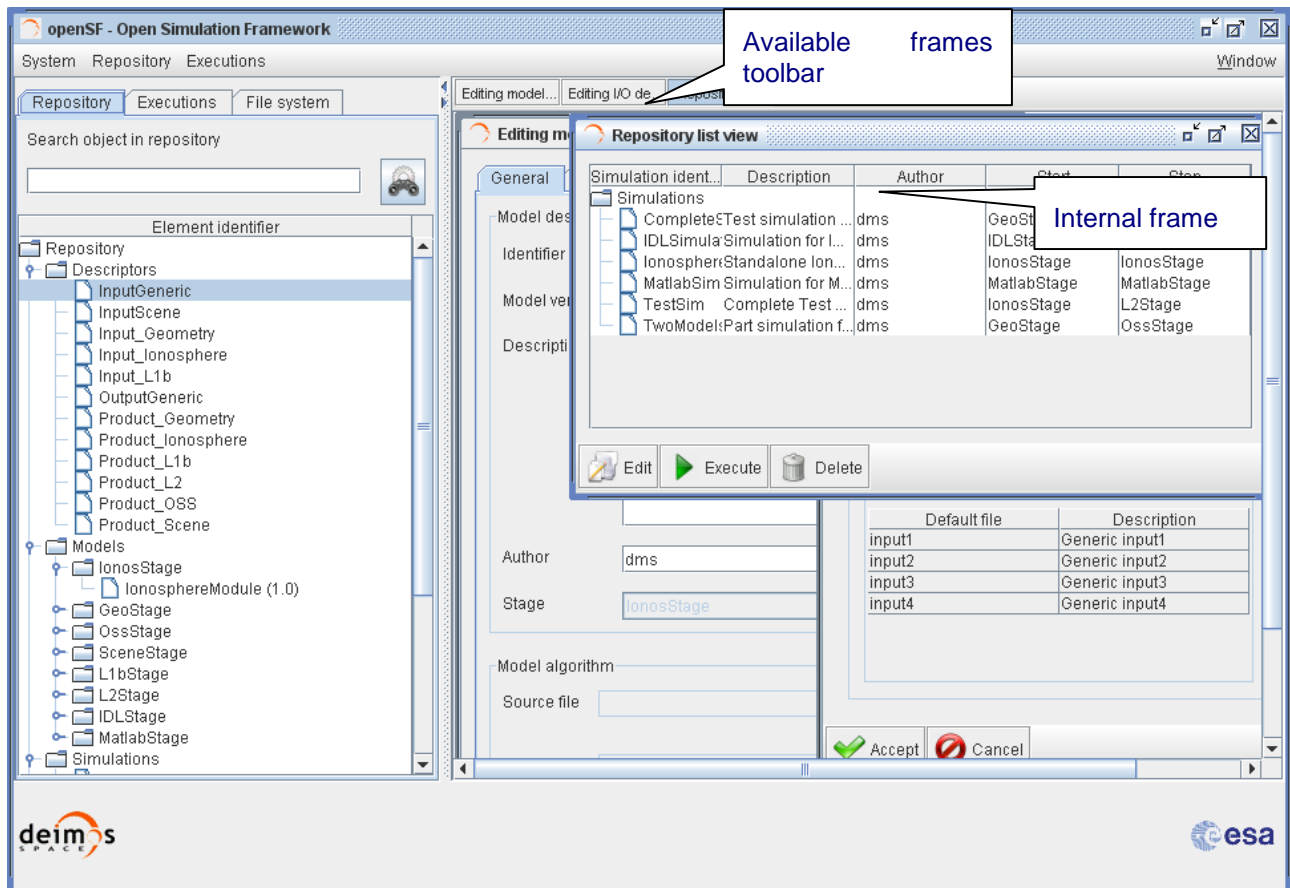 openSF - Open Simulation Framework
System Repository Executions Window
Available frames
toolbar
Repository Executions File system
Search object in repository
Element identifier
Repository
Descriptors
InputGeneric
InputScene
Input_Geometry
Input_Ionosphere
Input_L1b
OutputGeneric
Product_Geometry
Product_Ionosphere
Product_L1b
Product_L2
Product_OSS
Product_Scene
Models
IonosStage
IonosphereModule (1.0)
GeoStage
OssStage
SceneStage
L1bStage
L2Stage
IDLStage
MatlabStage
Simulations
Editing model... Editing I/O de...
Editing m
General
Model des
Identifier
Model ver
Descripti
Author dms
Stage IonosStage
Model algorithm
Source file
Repository list view
Simulation ident... Description Author Start Stop
Simulations
CompleteS Test simulation ... dms GeoSt
IDLSimula Simulation for I... dms IDLSta
Ionosphere Standalone Ion... dms IonosStage IonosStage
MatlabSim Simulation for M... dms MatlabStage MatlabStage
TestSim Complete Test ... dms IonosStage L2Stage
TwoModels Part simulation f... dms GeoStage OssStage
Internal frame
Edit Execute Delete
Default file Description
input1 Generic input1
input2 Generic input2
input3 Generic input3
input4 Generic input4
Accept Cancel
deimos
SPACE
esa